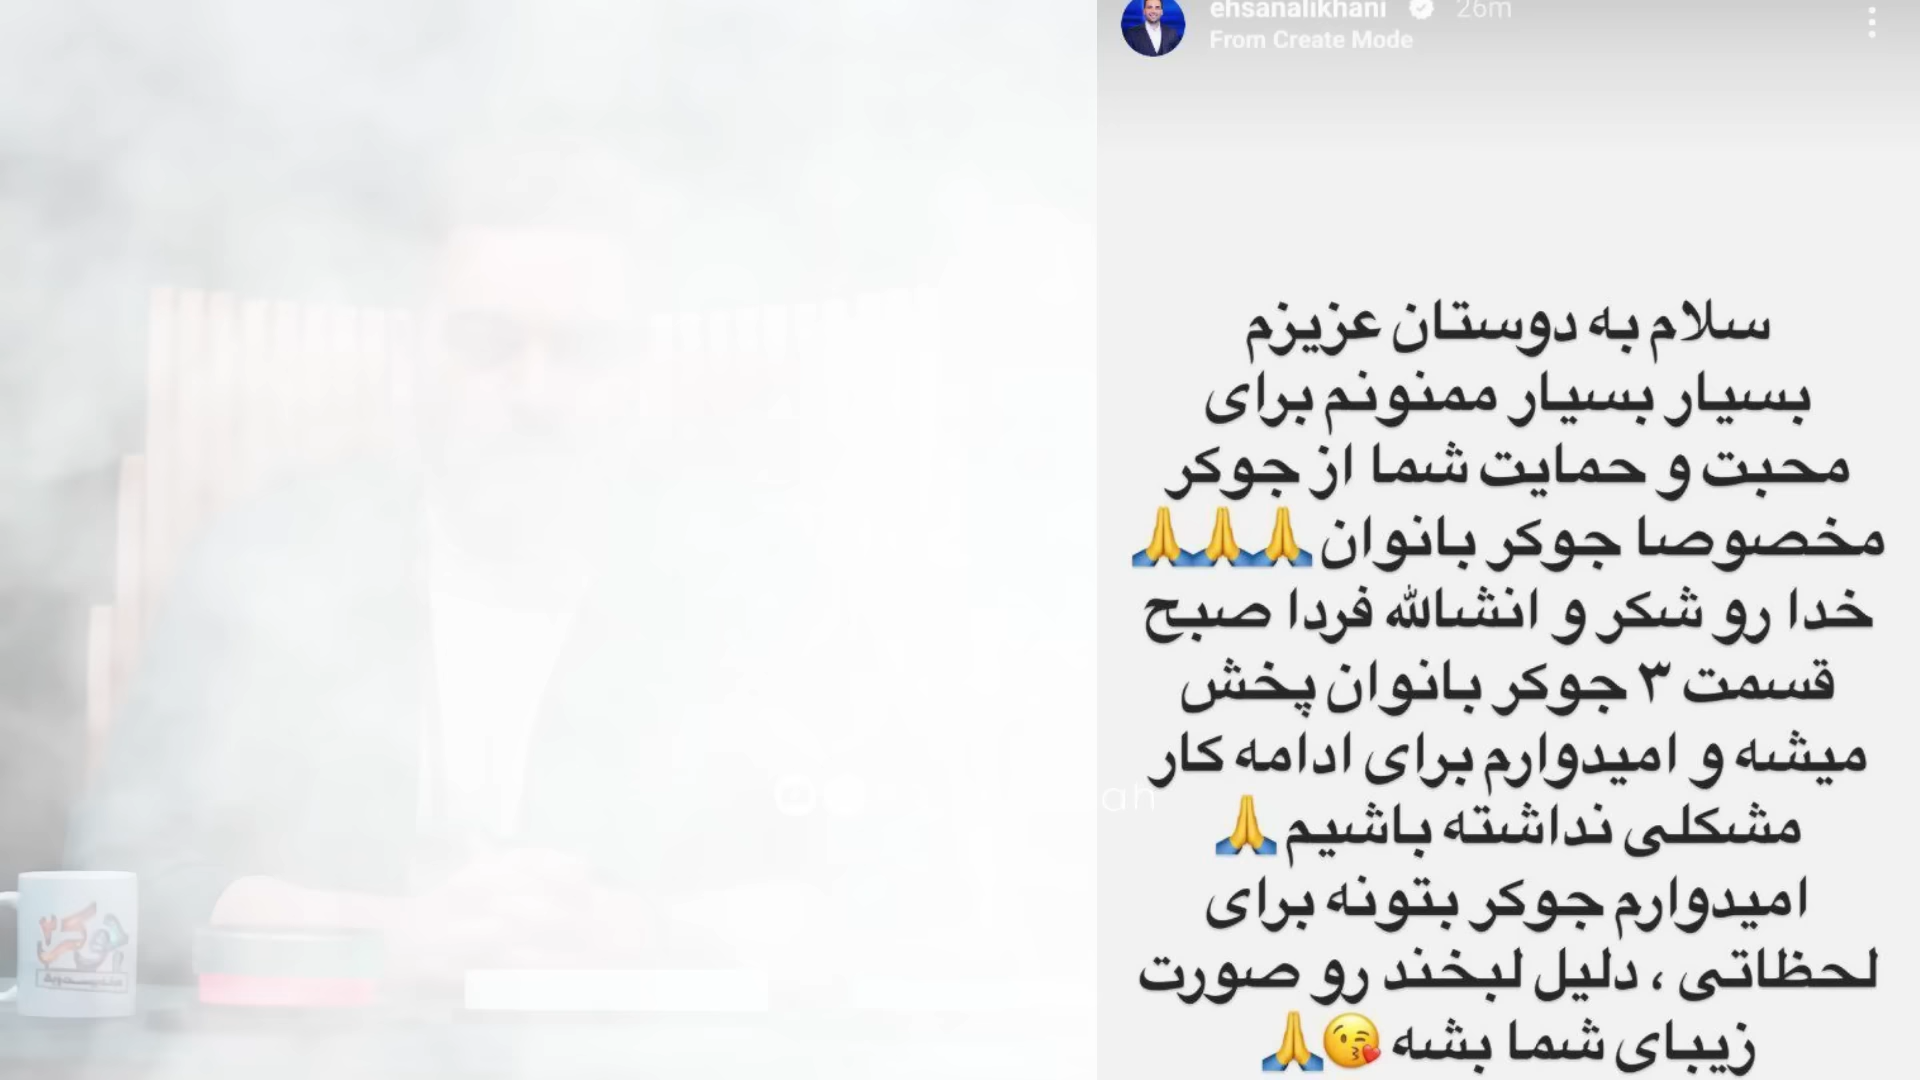 ehsanalikhani 26m
From Create Mode
سلام به دوستان عزیزم
بسیار بسیار ممنونم برای
محبت و حمایت شما از جوکر
مخصوصا جوکر بانوان🙏🙏🙏
خدا رو شکر و انشالله فردا صبح
قسمت ۳ جوکر بانوان پخش
میشه و امیدوارم برای ادامه کار
مشکلی نداشته باشیم🙏
امیدوارم جوکر بتونه برای
لحظاتی ، دلیل لبخند رو صورت
زیبای شما بشه 😘🙏
جوکر۲